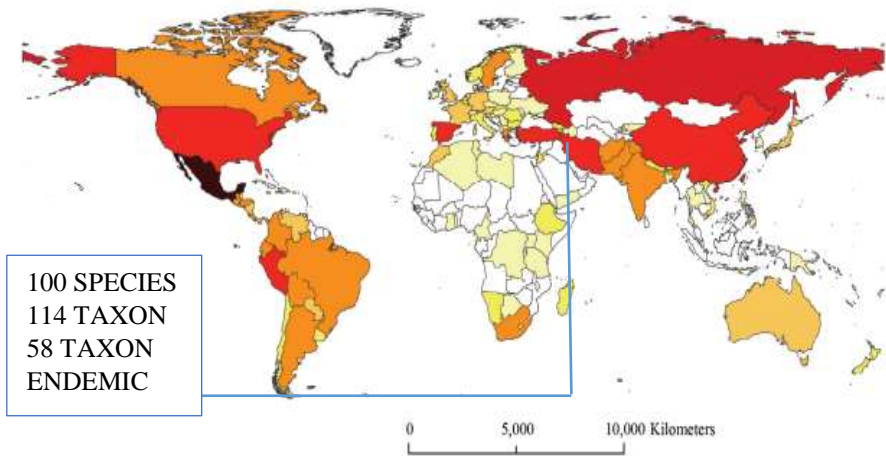 100 SPECIES
114 TAXON
58 TAXON
ENDEMIC
0 5,000 10,000 Kilometers